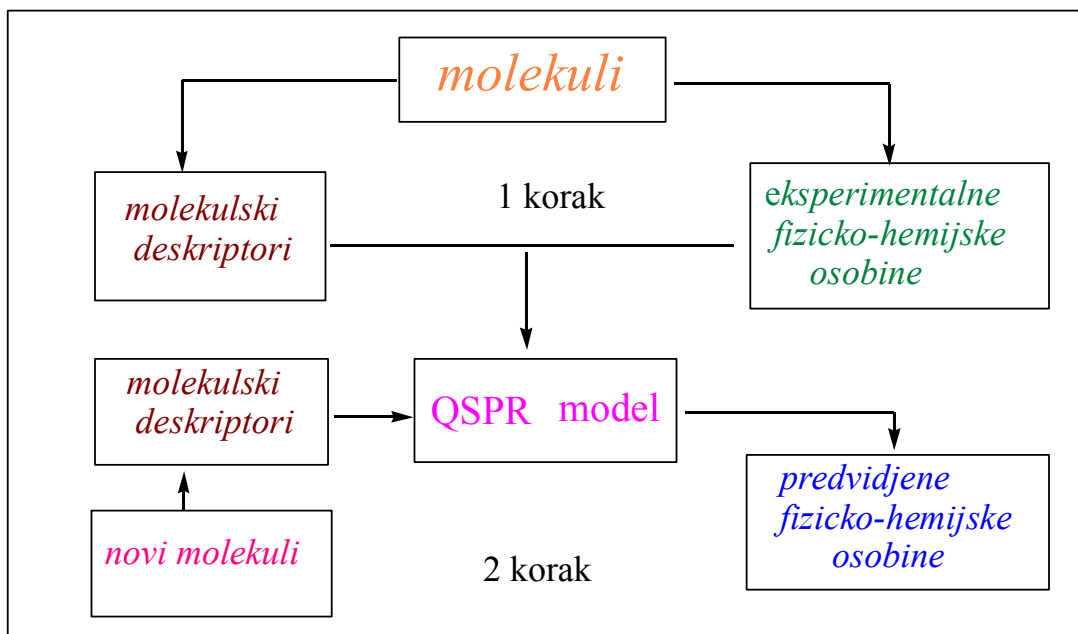 molekuli
molekulski
deskriptori
1 korak
eksperimentalne
fizicko-hemijske
osobine
molekulski
deskriptori
QSPR model
predvidjene
fizicko-hemijske
osobine
novi molekuli
2 korak